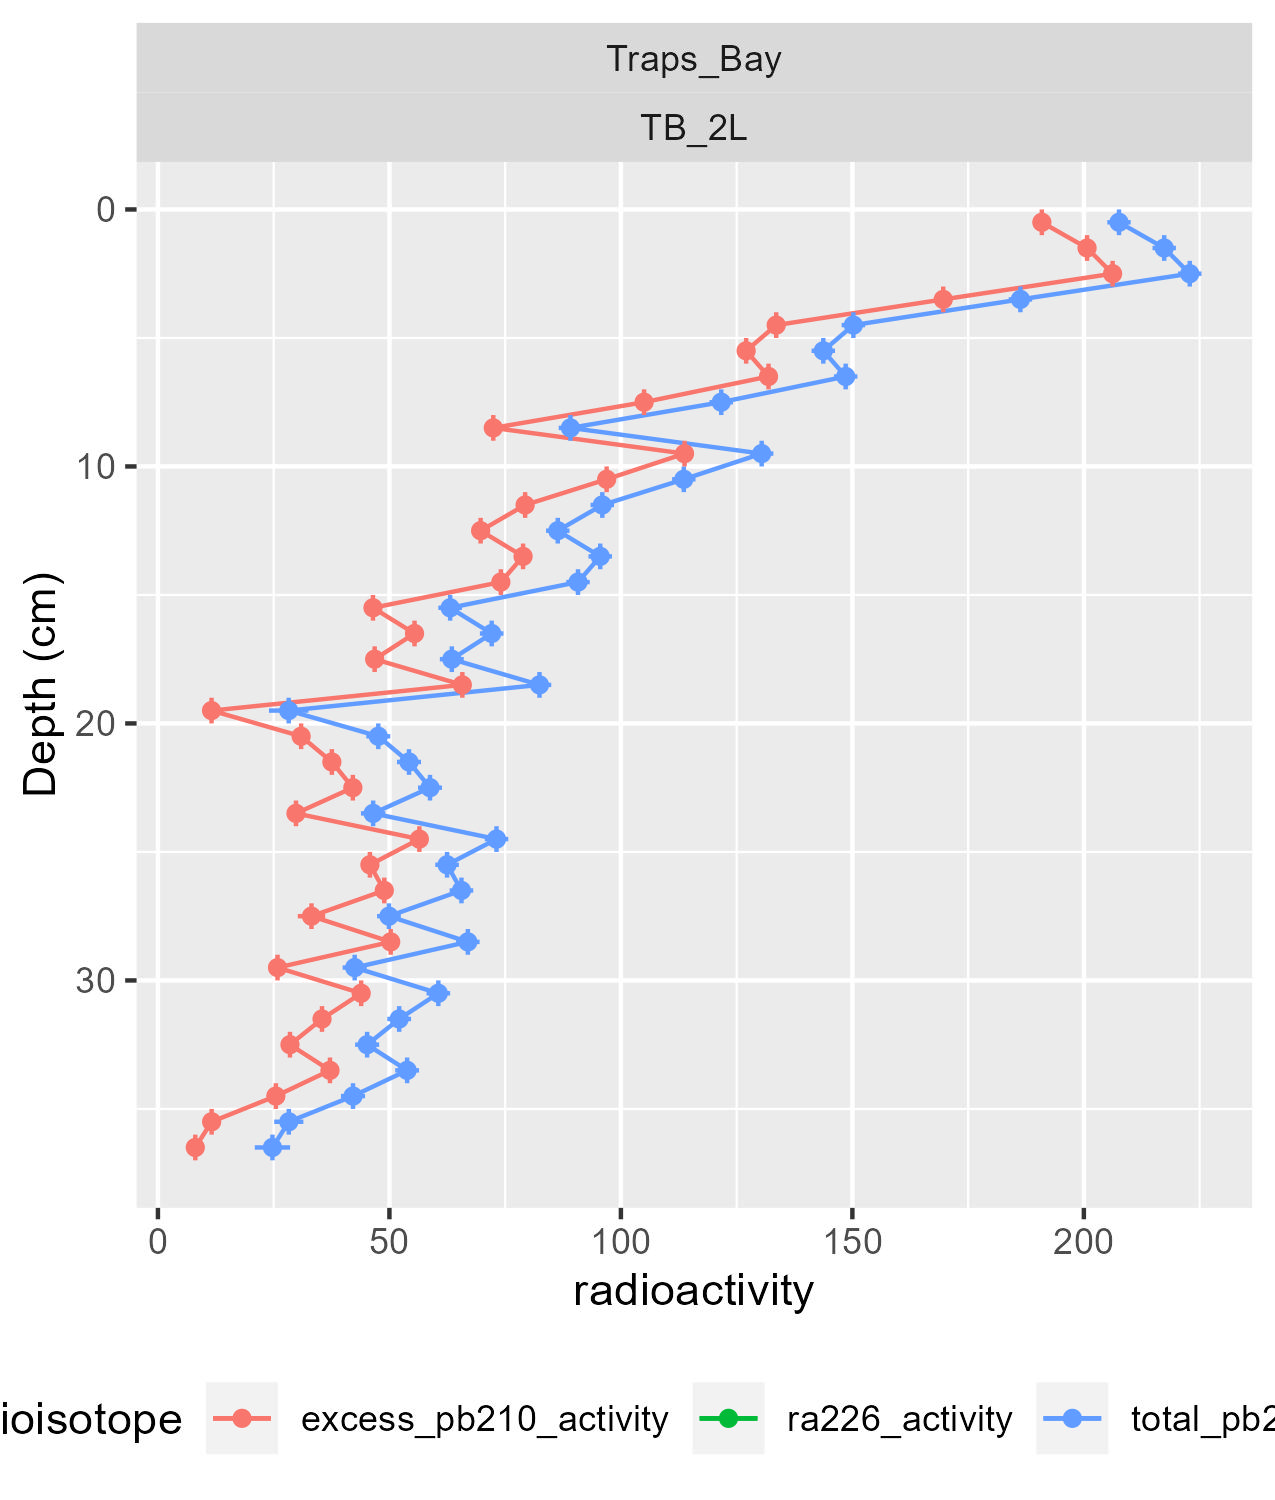 Traps_Bay
TB_2L
0
10
20
30
Depth (cm)
0 50 100 150 200
radioactivity
ioisotope excess_pb210_activity ra226_activity total_pb2